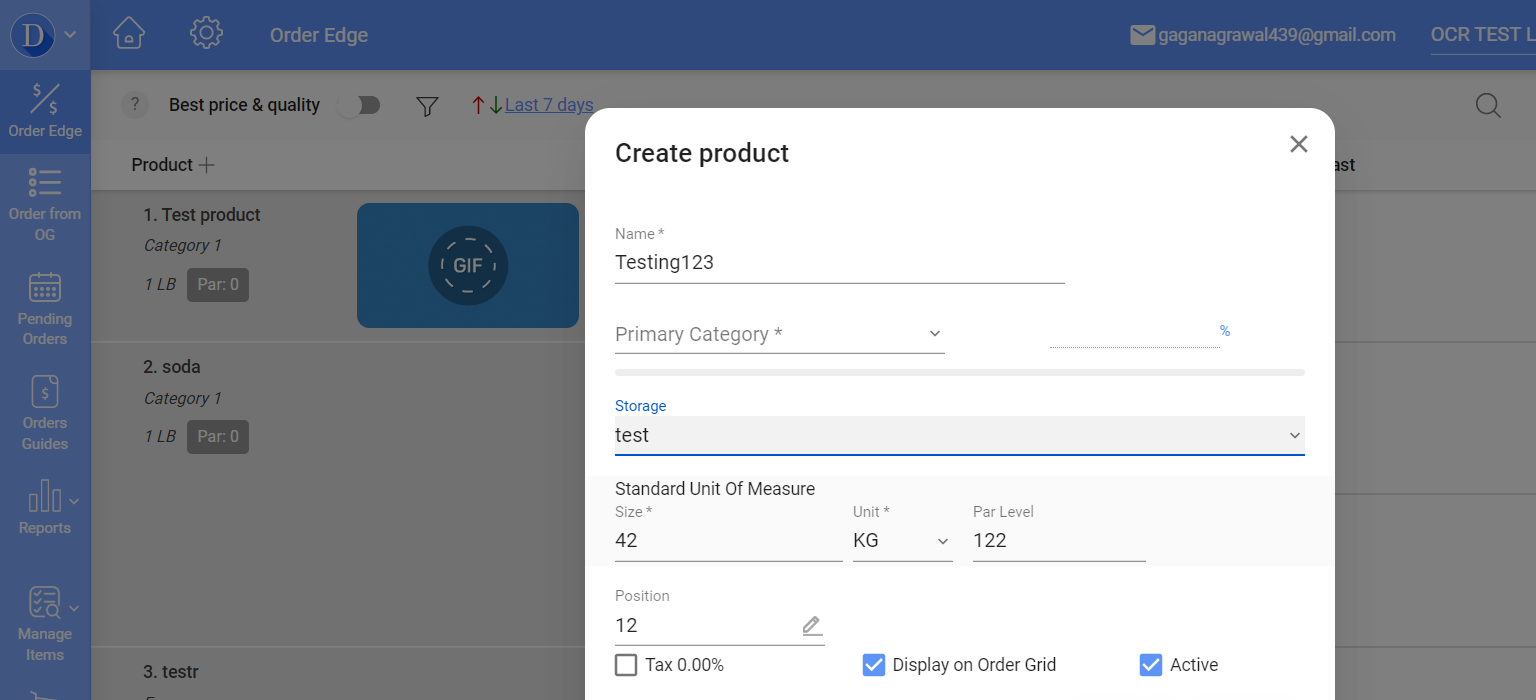 D
Order Edge
gaganagrawal439@gmail.com
OCR TEST L
$
$
Order Edge
Order from
OG
Pending
Orders
$
Orders
Guides
Reports
Manage
Items
?
Best price & quality
Last 7 days
Product
ast
1. Test product
Category 1
1 LB
Par: 0
GIF
2. soda
Category 1
1 LB
Par: 0
3. testr
Create product
Name *
Testing123
Primary Category *
%
Storage
test
Standard Unit Of Measure
Size *
Unit *
Par Level
42
KG
122
Position
12
Tax 0.00%
Display on Order Grid
Active